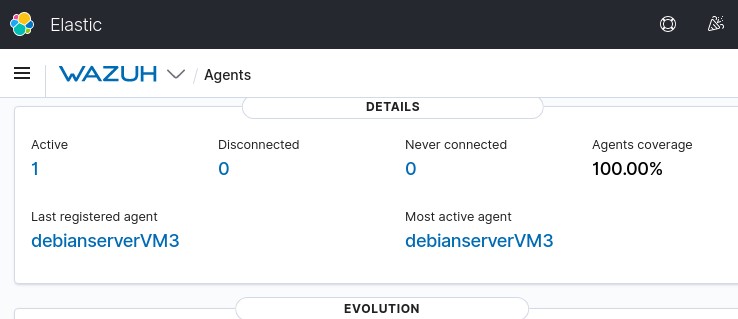 Elastic
WAZUH / Agents
DETAILS
Active Disconnected Never connected Agents coverage
1 0 0 100.00%
Last registered agent Most active agent
debianserverVM3 debianserverVM3
EVOLUTION